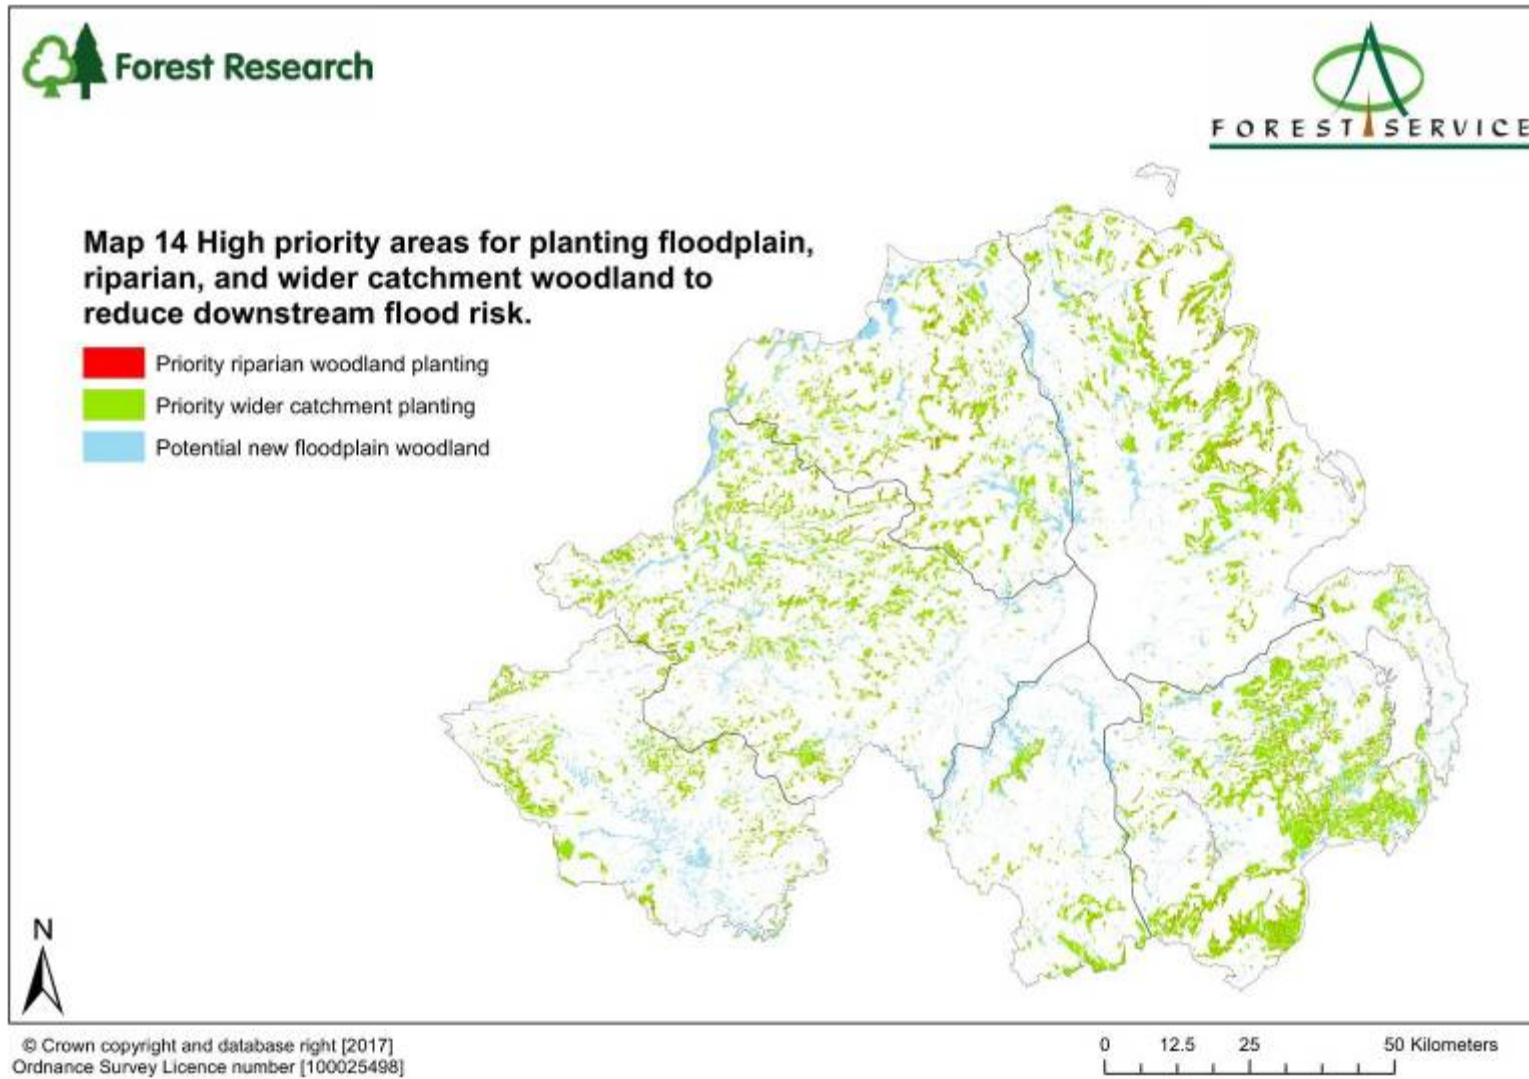 Forest Research
FOREST SERVICE
Map 14 High priority areas for planting floodplain,
riparian, and wider catchment woodland to
reduce downstream flood risk.
Priority riparian woodland planting
Priority wider catchment planting
Potential new floodplain woodland
N
© Crown copyright and database right [2017]
Ordnance Survey Licence number [100025498]
0 12.5 25 50 Kilometers